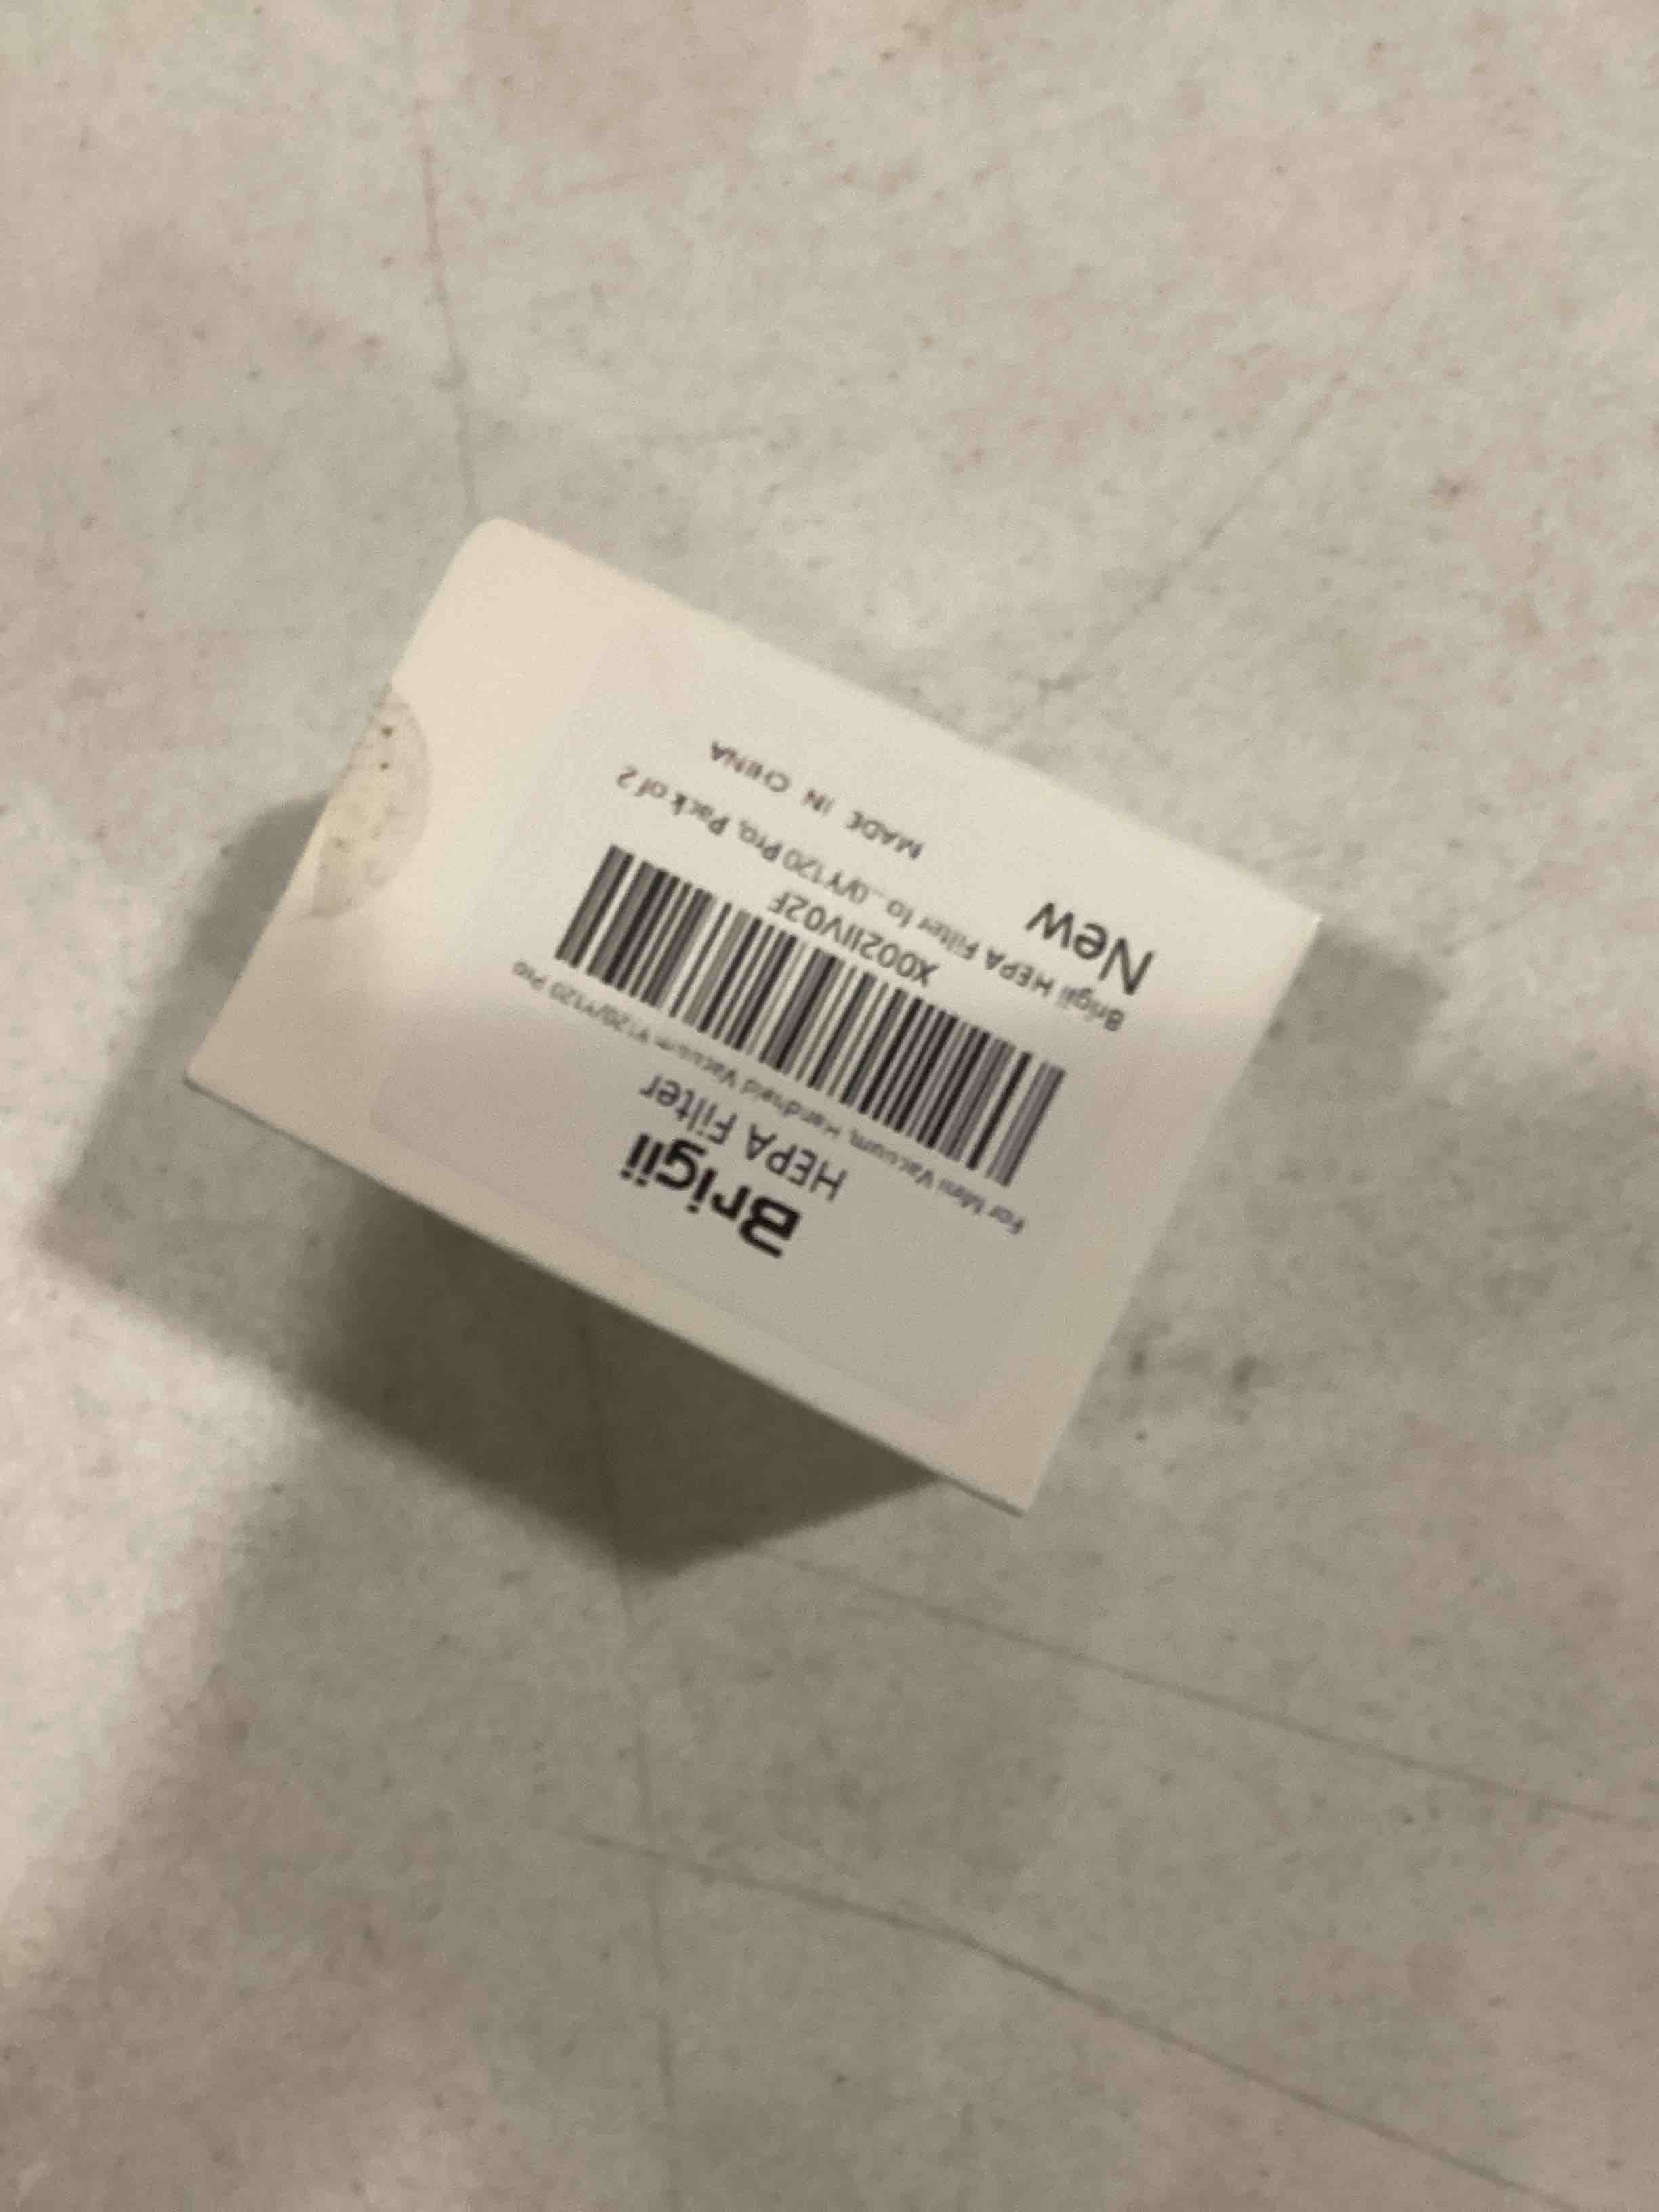 Brigii
HEPA Filter
For Mini Vacuum, Handheld Vacuum Y120/Y120 Pro
X002IIV02F
Brigii HEPA Filter fo...0/Y120 Pro, Pack of 2
New
MADE IN CHINA